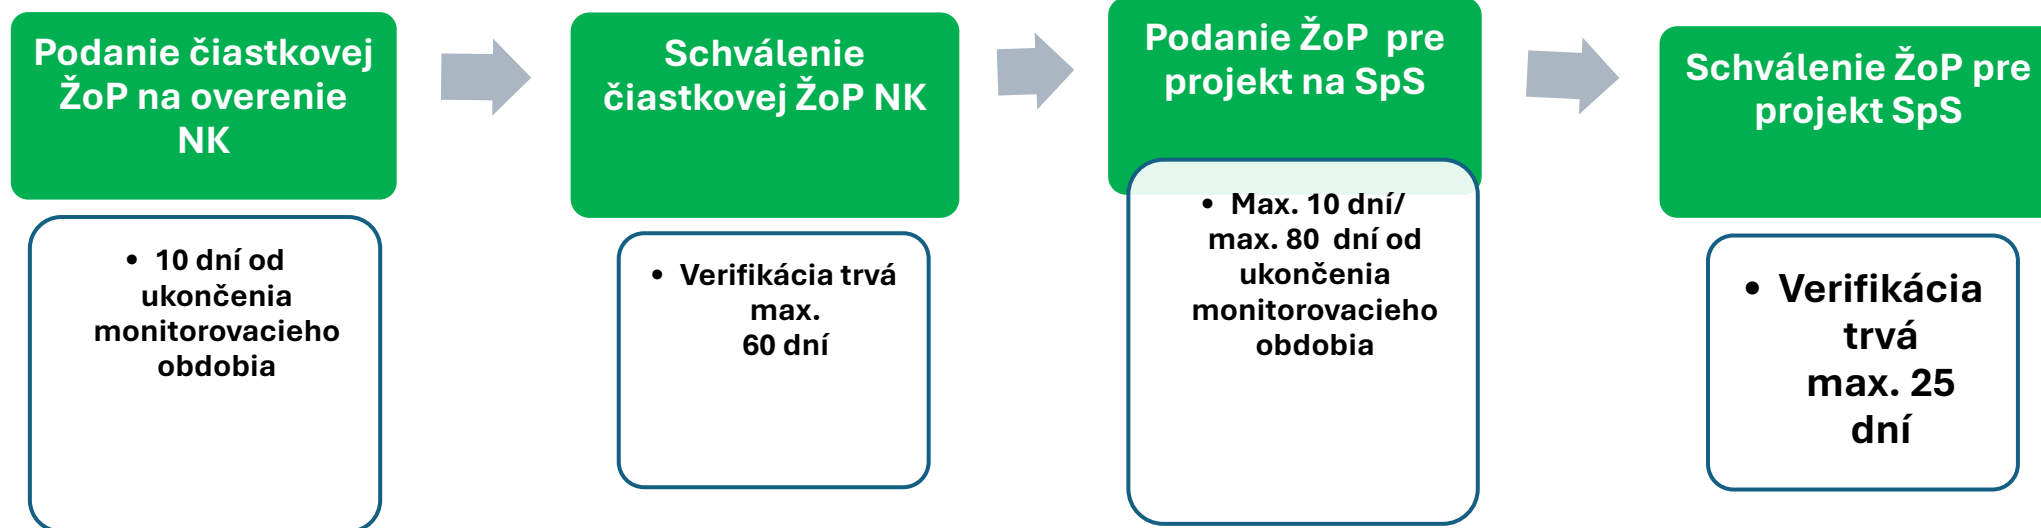 Podanie čiastkovej
ŽoP na overenie
NK
• 10 dní od
ukončenia
monitorovacieho
obdobia
Schválenie
čiastkovej ŽoP NK
• Verifikácia trvá
max.
60 dní
Podanie ŽoP pre
projekt na SpS
• Max. 10 dní/
max. 80 dní od
ukončenia
monitorovacieho
obdobia
Schválenie ŽoP pre
projekt SpS
• Verifikácia
trvá
max. 25
dní